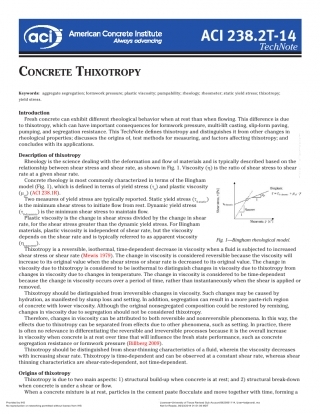 aci
American Concrete Institute
Always advancing
ACI 238.2T-14
TechNote
CONCRETE THIXOTROPY
Keywords: aggregate segregation; formwork pressure; plastic viscosity; pumpability; rheology; rheometer; static yield stress; thixotropy;
yield stress.
Introduction
Fresh concrete can exhibit different rheological behavior when at rest than when flowing. This difference is due
to thixotropy, which can have important consequences for formwork pressure, multi-lift casting, slip-form paving,
pumping, and segregation resistance. This TechNote defines thixotropy and distinguishes it from other changes in
rheological properties; discusses the origins of, test methods for measuring, and factors affecting thixotropy; and
concludes with its applications.
Description of thixotropy
Rheology is the science dealing with the deformation and flow of materials and is typically described based on the
relationship between shear stress and shear rate, as shown in Fig. 1. Viscosity (η) is the ratio of shear stress to shear
rate at a given shear rate.
Concrete rheology is most commonly characterized in terms of the Bingham
model (Fig. 1), which is defined in terms of yield stress (τ) and plastic viscosity
(μ) (ACI 238.1R).
Two measures of yield stress are typically reported. Static yield stress
is the minimum shear stress to initiate flow from rest. Dynamic yield stress
is the minimum shear stress to maintain flow.
Plastic viscosity is the change in shear stress divided by the change in shear
rate, for the shear stress greater than the dynamic yield stress. For Bingham
materials, plastic viscosity is independent of shear rate, but the viscosity
depends on the shear rate and is typically referred to as apparent viscosity
Fig. 1—Bingham rheological model
Thixotropy is a reversible, isothermal, time-dependent decrease in viscosity when a fluid is subjected to increased
shear stress or shear rate (Mewis 1979). The change in viscosity is considered reversible because the viscosity will
increase to its original value when the shear stress or shear rate is decreased to its original value. The change in
viscosity due to thixotropy is considered to be isothermal to distinguish changes in viscosity due to thixotropy from
changes in viscosity due to changes in temperature. The change in viscosity is considered to be time-dependent
because the change in viscosity occurs over a period of time, rather than instantaneously when the shear is applied or
removed.
Thixotropy should be distinguished from irreversible changes in viscosity. Such changes may be caused by
hydration, as manifested by slump loss and setting. In addition, segregation can result in a more paste-rich region
of concrete with lower viscosity. Although the original nonsegregated composition could be restored by remixing,
changes in viscosity due to segregation should not be considered thixotropy.
Therefore, changes in viscosity can be attributed to both reversible and nonreversible phenomena. In this way, the
effects due to thixotropy can be separated from effects due to other phenomena, such as setting. In practice, there
is often no relevance to differentiating the reversible and irreversible processes because it is the overall increase
in viscosity when concrete is at rest over time that will influence the fresh state performance, such as concrete
segregation resistance or formwork pressure (Billberg 2009).
Thixotropy should be distinguished from shear-thinning characteristics of a fluid, wherein the viscosity decreases
with increasing shear rate. Thixotropy is time-dependent and can be observed at a constant shear rate, whereas shear
thinning characteristics are shear-rate-dependent, not time-dependent.
Origins of thixotropy
Thixotropy is due to two main aspects: 1) structural build-up when concrete is at rest; and 2) structural break-down
when concrete is under a shear or flow.
When a concrete mixture is at rest, particles in the cement paste flocculate and move together with time, forming a